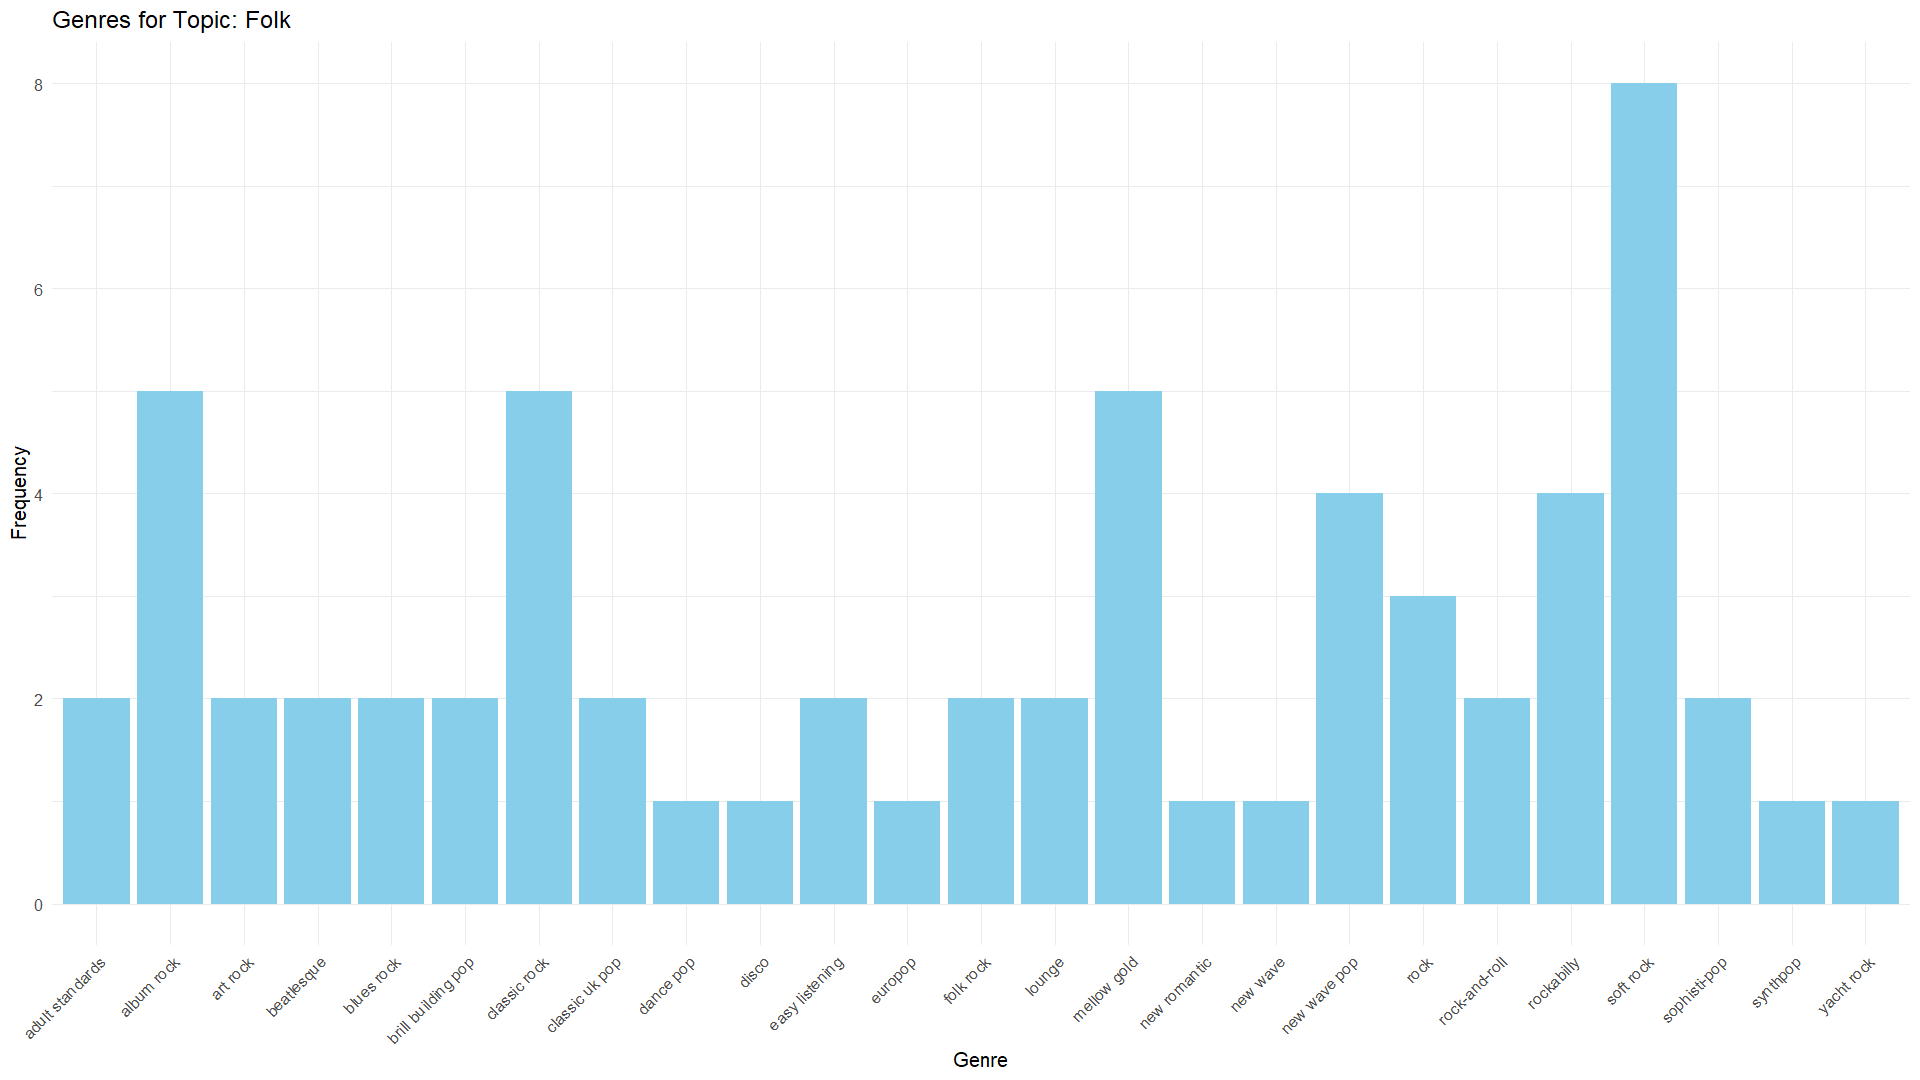 Genres for Topic: Folk
8
6
4
2
0
Frequency
adult standards
album rock
art rock
beatlesque
blues rock
brill building pop
classic rock
classic uk pop
dance pop
disco
easy listening
europop
folk rock
lounge
mellow gold
new romantic
new wave
new wave pop
rock
rock-and-roll
rockabilly
soft rock
sophisti-pop
synthpop
yacht rock
Genre